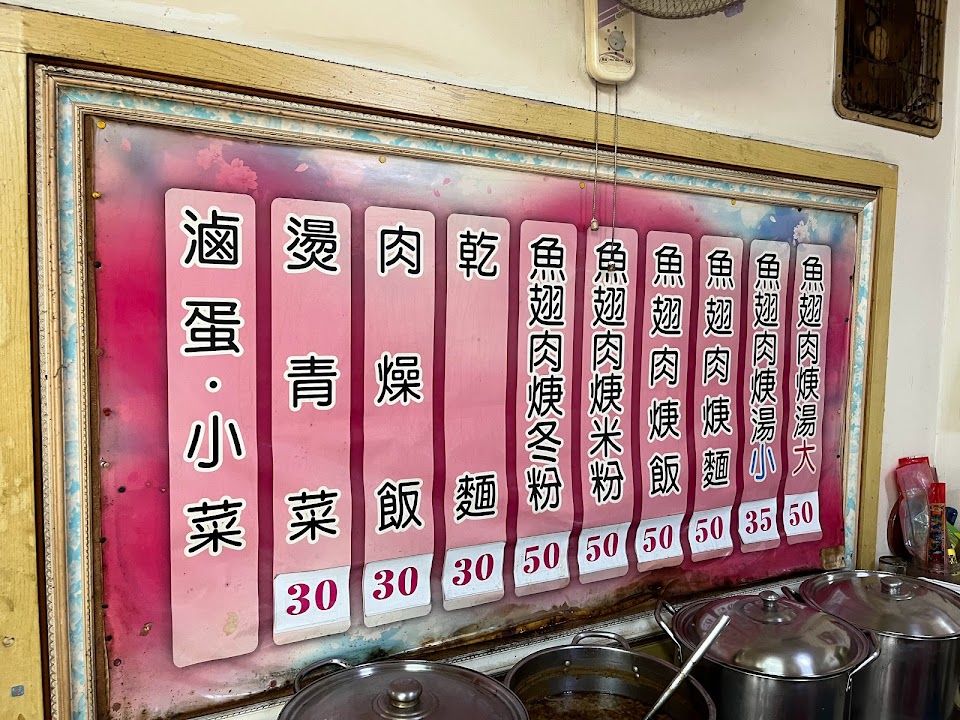 魚翅肉焿湯大 50
魚翅肉焿湯小 35
魚翅肉焿麵 50
魚翅肉焿飯 50
魚翅肉焿米粉 50
魚翅肉焿冬粉 50
乾麵 30
肉燥飯 30
燙青菜 30
滷蛋·小菜